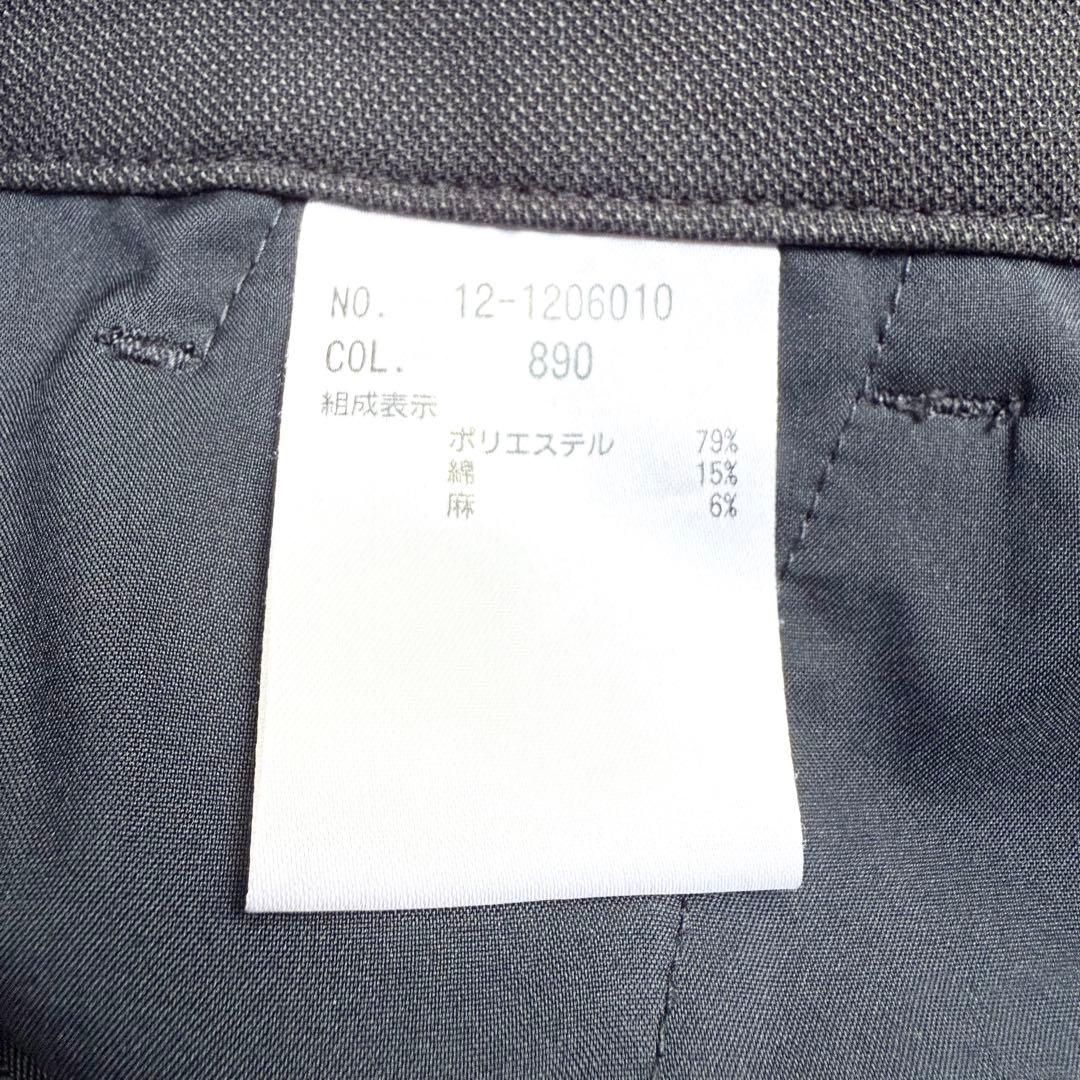 NO. 12-1206010
COL. 890
組成表示
ポリエステル 79%
綿 15%
麻 6%